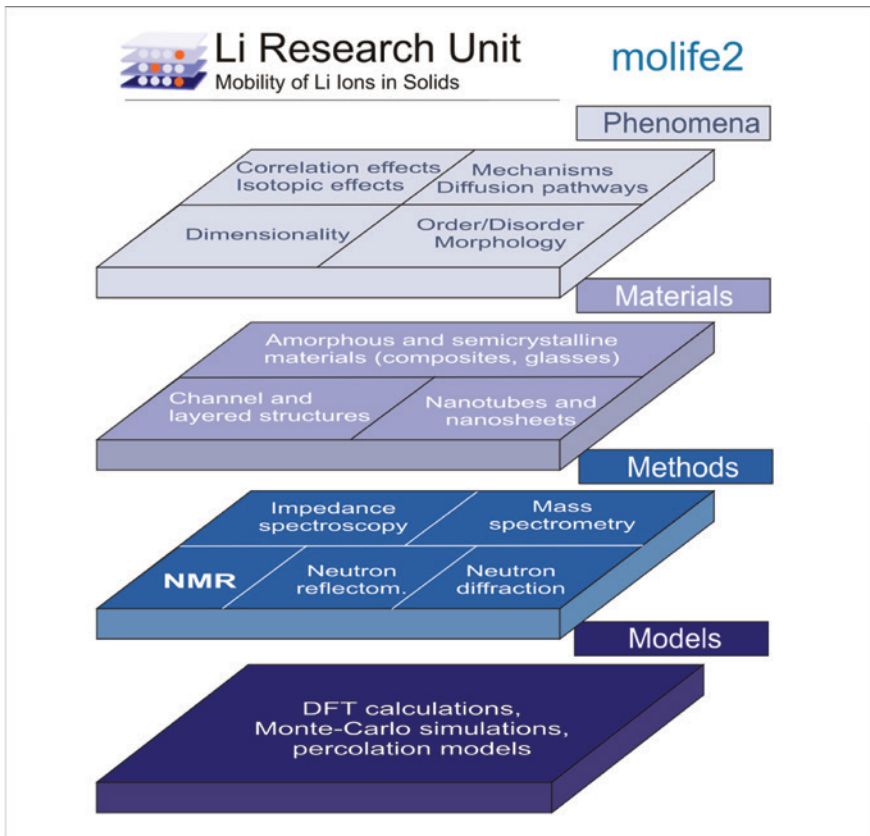 Li Research Unit
Mobility of Li Ions in Solids
molife2
Phenomena
Correlation effects
Isotopic effects
Mechanisms
Diffusion pathways
Dimensionality
Order/Disorder
Morphology
Materials
Amorphous and semicrystalline
materials (composites, glasses)
Channel and
layered structures
Nanotubes and
nanosheets
Methods
Impedance
spectroscopy
Mass
spectrometry
NMR
Neutron
reflectom.
Neutron
diffraction
Models
DFT calculations,
Monte-Carlo simulations,
percolation models